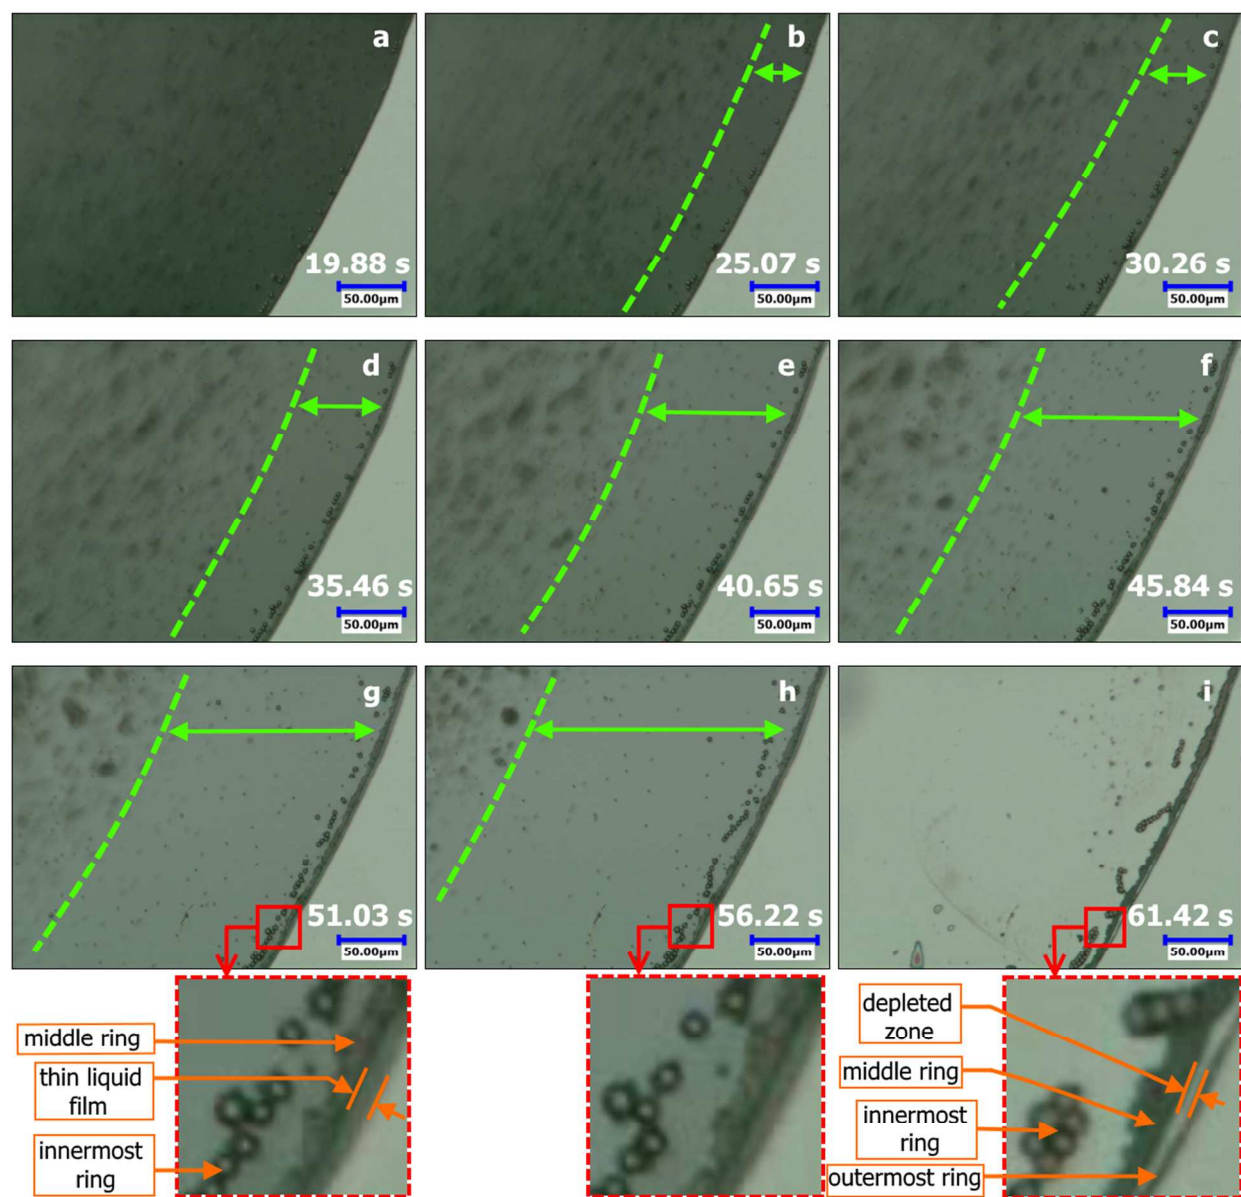 a
b
c
19.88 s
50.00µm
25.07 s
50.00µm
30.26 s
50.00µm
d
e
f
35.46 s
50.00µm
40.65 s
50.00µm
45.84 s
50.00µm
g
h
i
51.03 s
50.00µm
56.22 s
50.00µm
61.42 s
50.00µm
middle ring
thin liquid
film
innermost
ring
depleted
zone
middle ring
innermost
ring
outermost ring